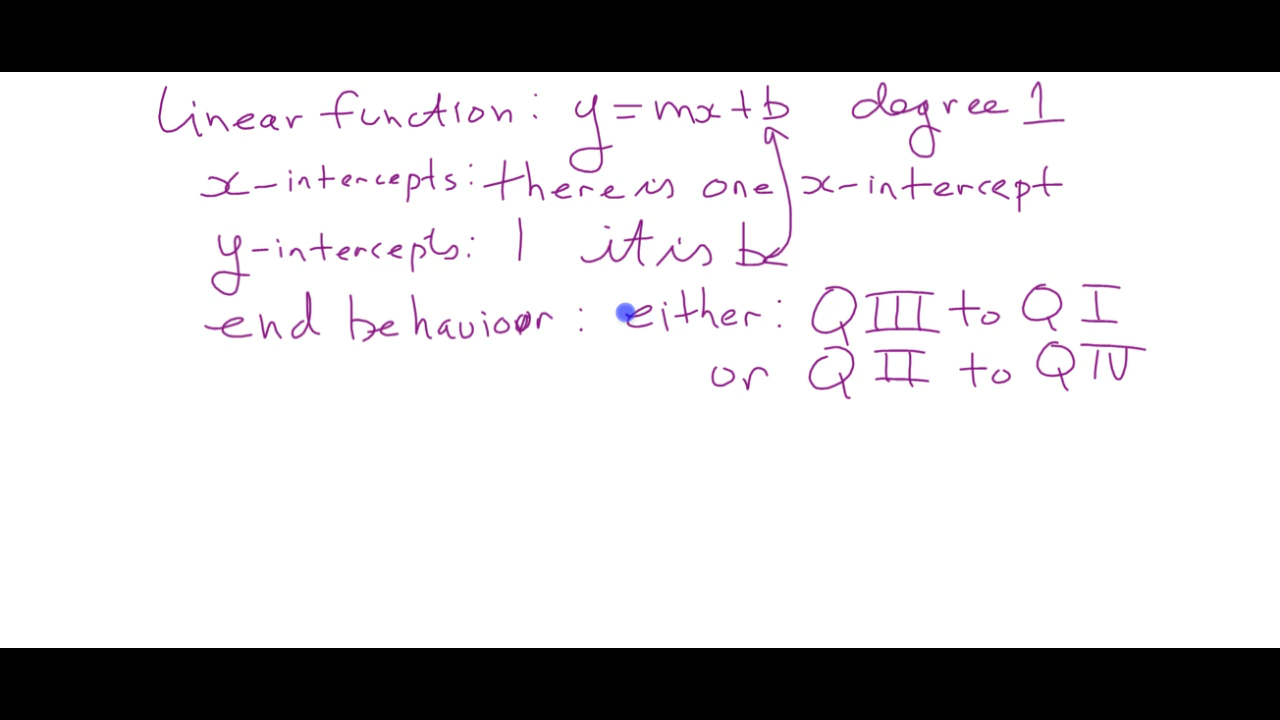 Linear function: y = mx + b degree 1
x-intercepts: there is one x-intercept
y-intercepts: 1 it is b
end behavior: either: Q III to Q I
or Q II to Q IV